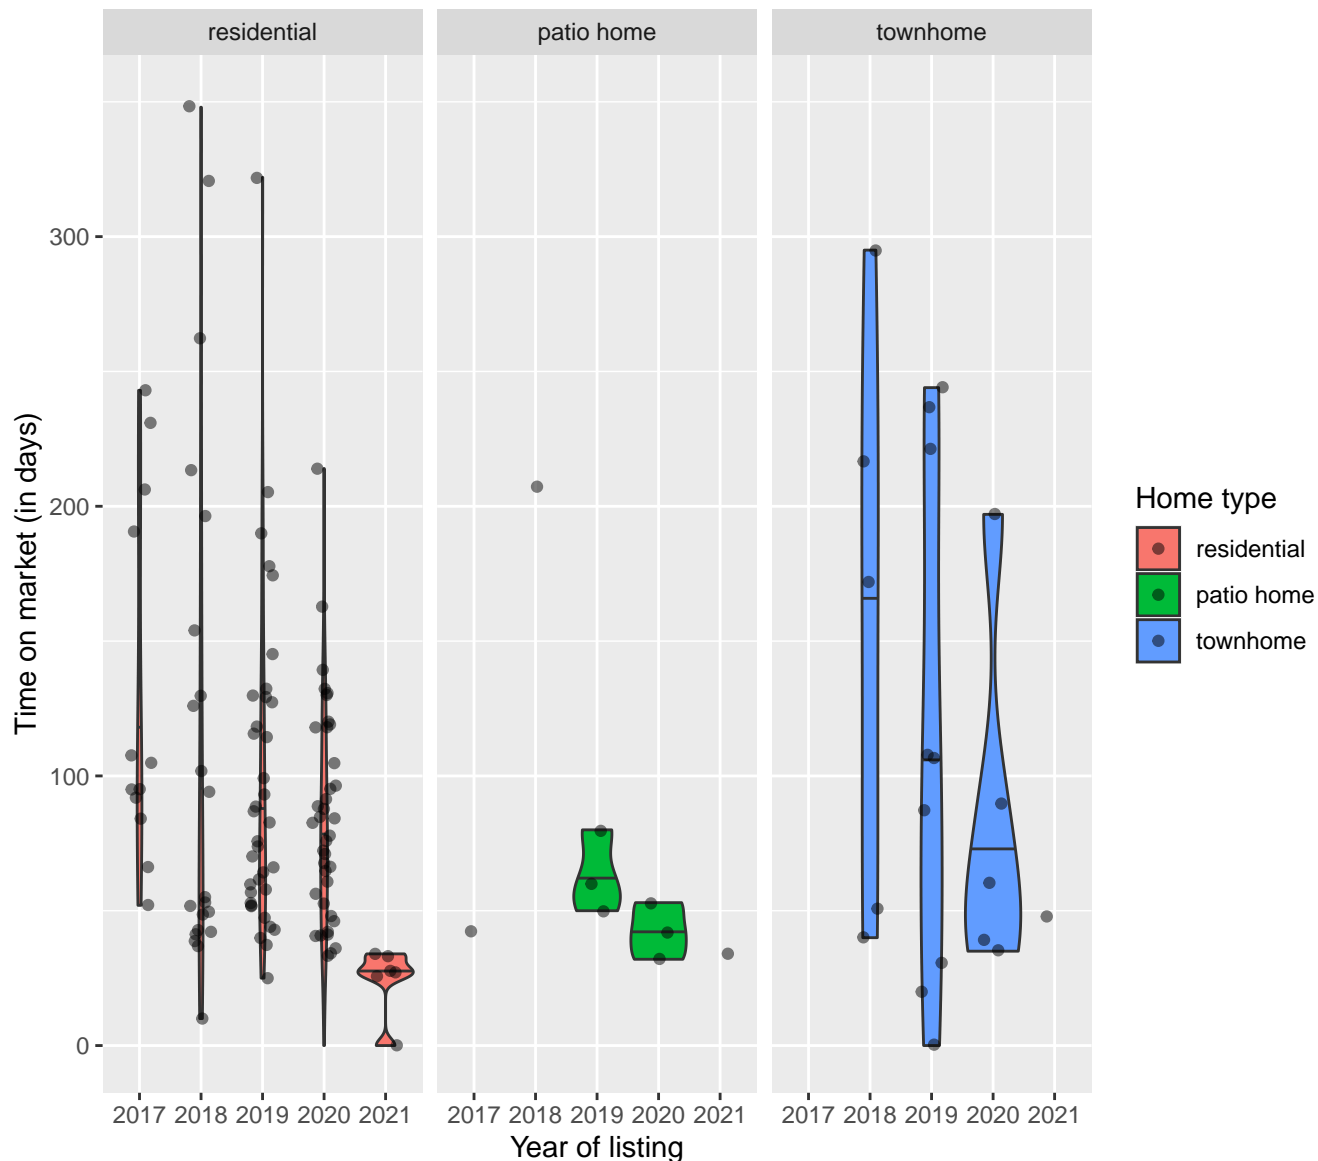 residential patio home townhome
Time on market (in days)
300
200
100
0
2017 2018 2019 2020 2021 2017 2018 2019 2020 2021 2017 2018 2019 2020 2021
Year of listing
Home type
residential
patio home
townhome